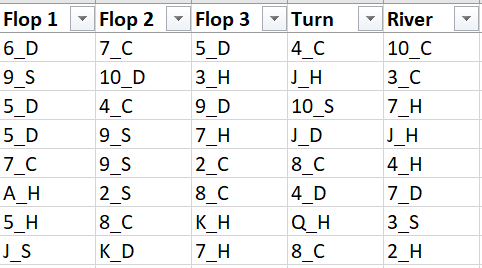 Flop 1 Flop 2 Flop 3 Turn River
6_D 7_C 5_D 4_C 10_C
9_S 10_D 3_H J_H 3_C
5_D 4_C 9_D 10_S 7_H
5_D 9_S 7_H J_D J_H
7_C 9_S 2_C 8_C 4_H
A_H 2_S 8_C 4_D 7_D
5_H 8_C K_H Q_H 3_S
J_S K_D 7_H 8_C 2_H